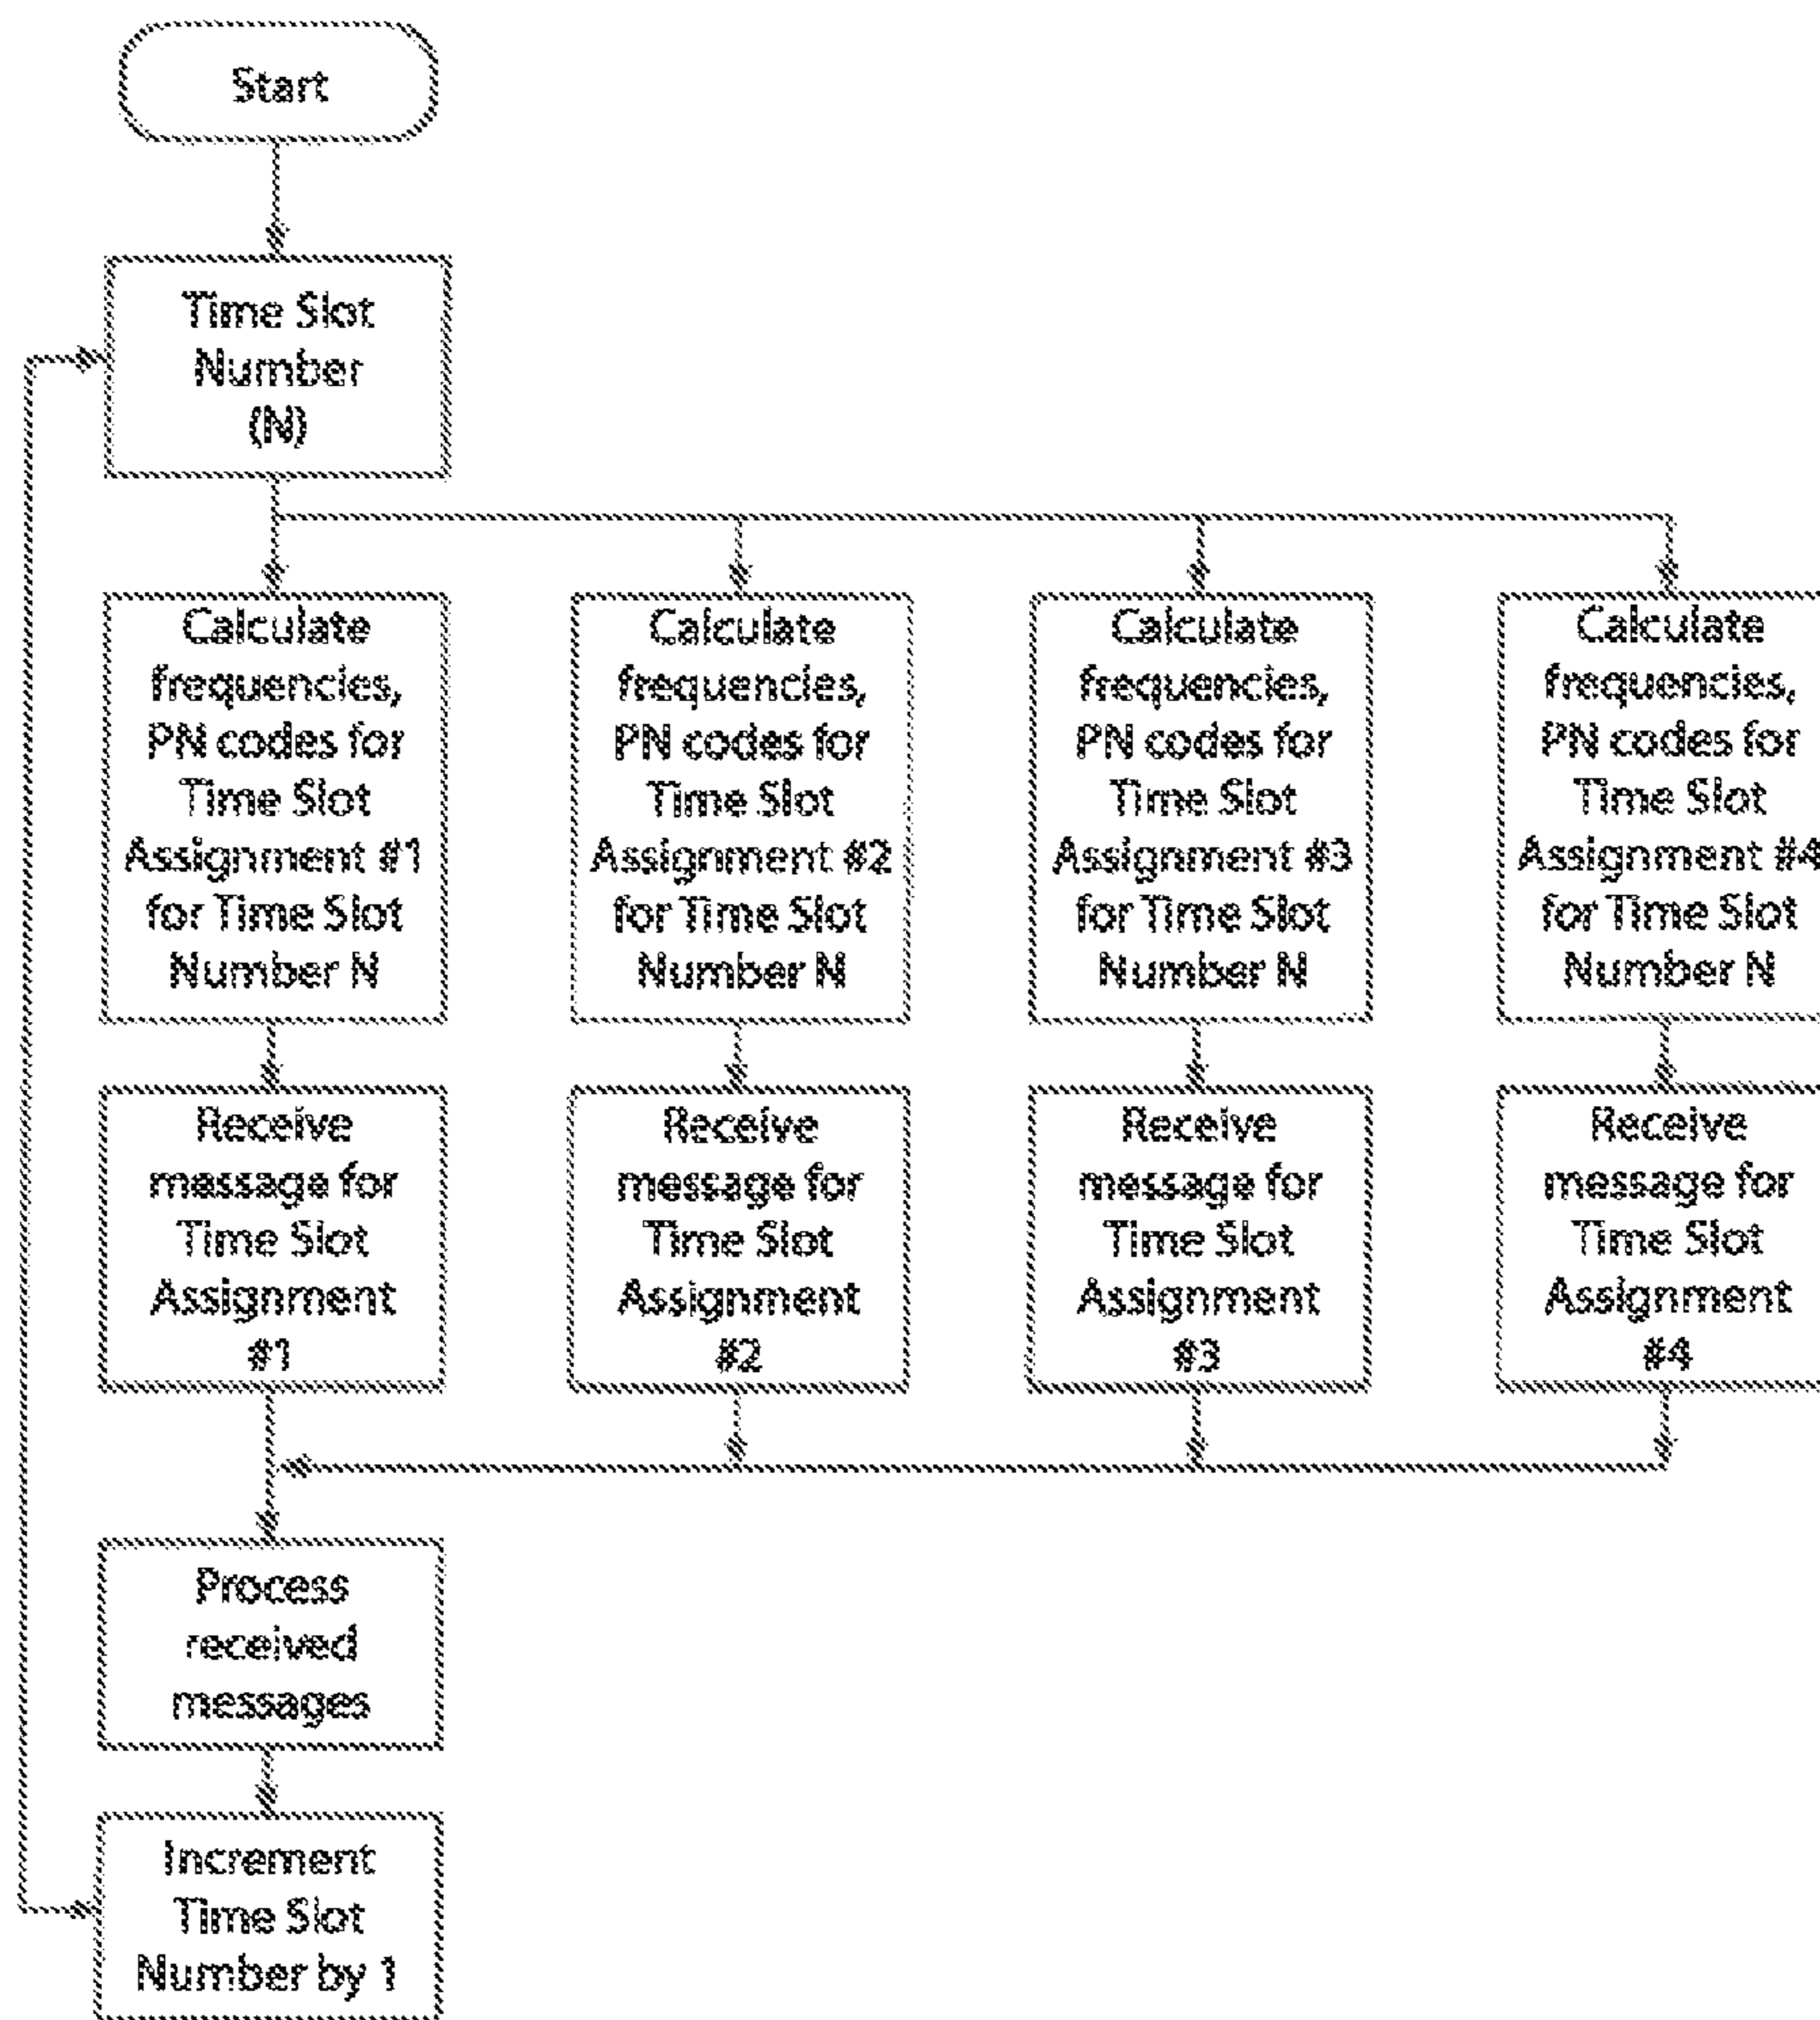 Start
Time Slot
Number
(N)
Calculate
frequencies,
PN codes for
Time Slot
Assignment #1
for Time Slot
Number N
Calculate
frequencies,
PN codes for
Time Slot
Assignment #2
for Time Slot
Number N
Calculate
frequencies,
PN codes for
Time Slot
Assignment #3
for Time Slot
Number N
Calculate
frequencies,
PN codes for
Time Slot
Assignment #4
for Time Slot
Number N
Receive
message for
Time Slot
Assignment
#1
Receive
message for
Time Slot
Assignment
#2
Receive
message for
Time Slot
Assignment
#3
Receive
message for
Time Slot
Assignment
#4
Process
received
messages
Increment
Time Slot
Number by 1